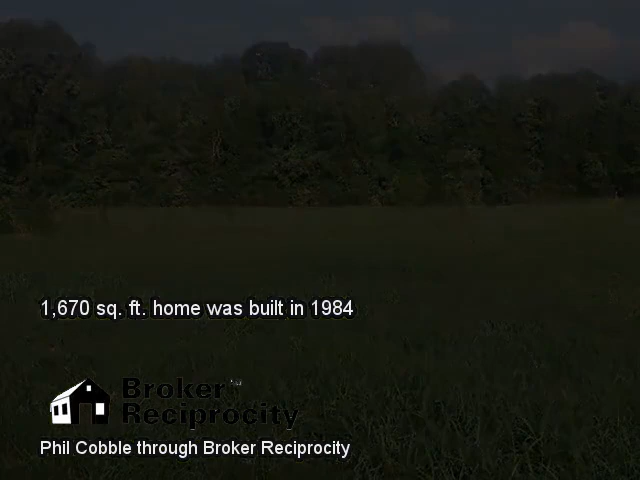 1,670 sq. ft. home was built in 1984
Broker
Reciprocity
Phil Cobble through Broker Reciprocity